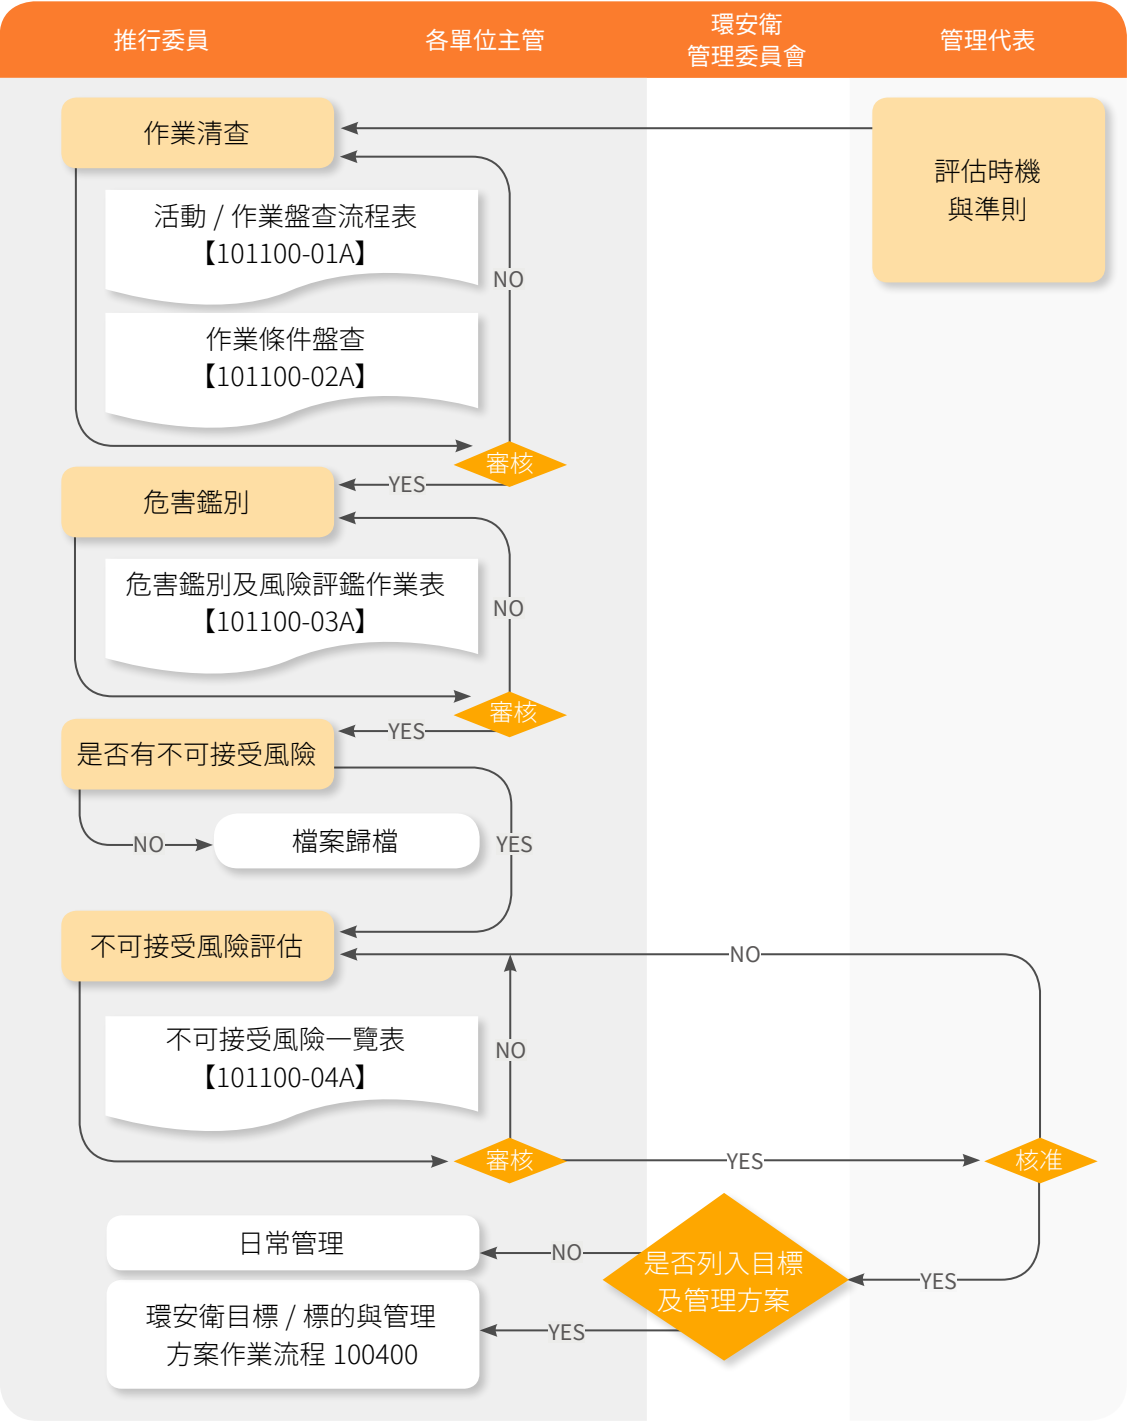 推行委員
各單位主管
環安衛
管理委員會
管理代表
作業清查
評估時機
與準則
活動 / 作業盤查流程表
【101100-01A】
NO
作業條件盤查
【101100-02A】
審核
YES
危害鑑別
危害鑑別及風險評鑑作業表
【101100-03A】
NO
審核
YES
是否有不可接受風險
NO
檔案歸檔
YES
不可接受風險評估
NO
不可接受風險一覽表
【101100-04A】
NO
審核
YES
核准
日常管理
NO
是否列入目標
及管理方案
YES
環安衛目標 / 標的與管理
方案作業流程 100400
YES